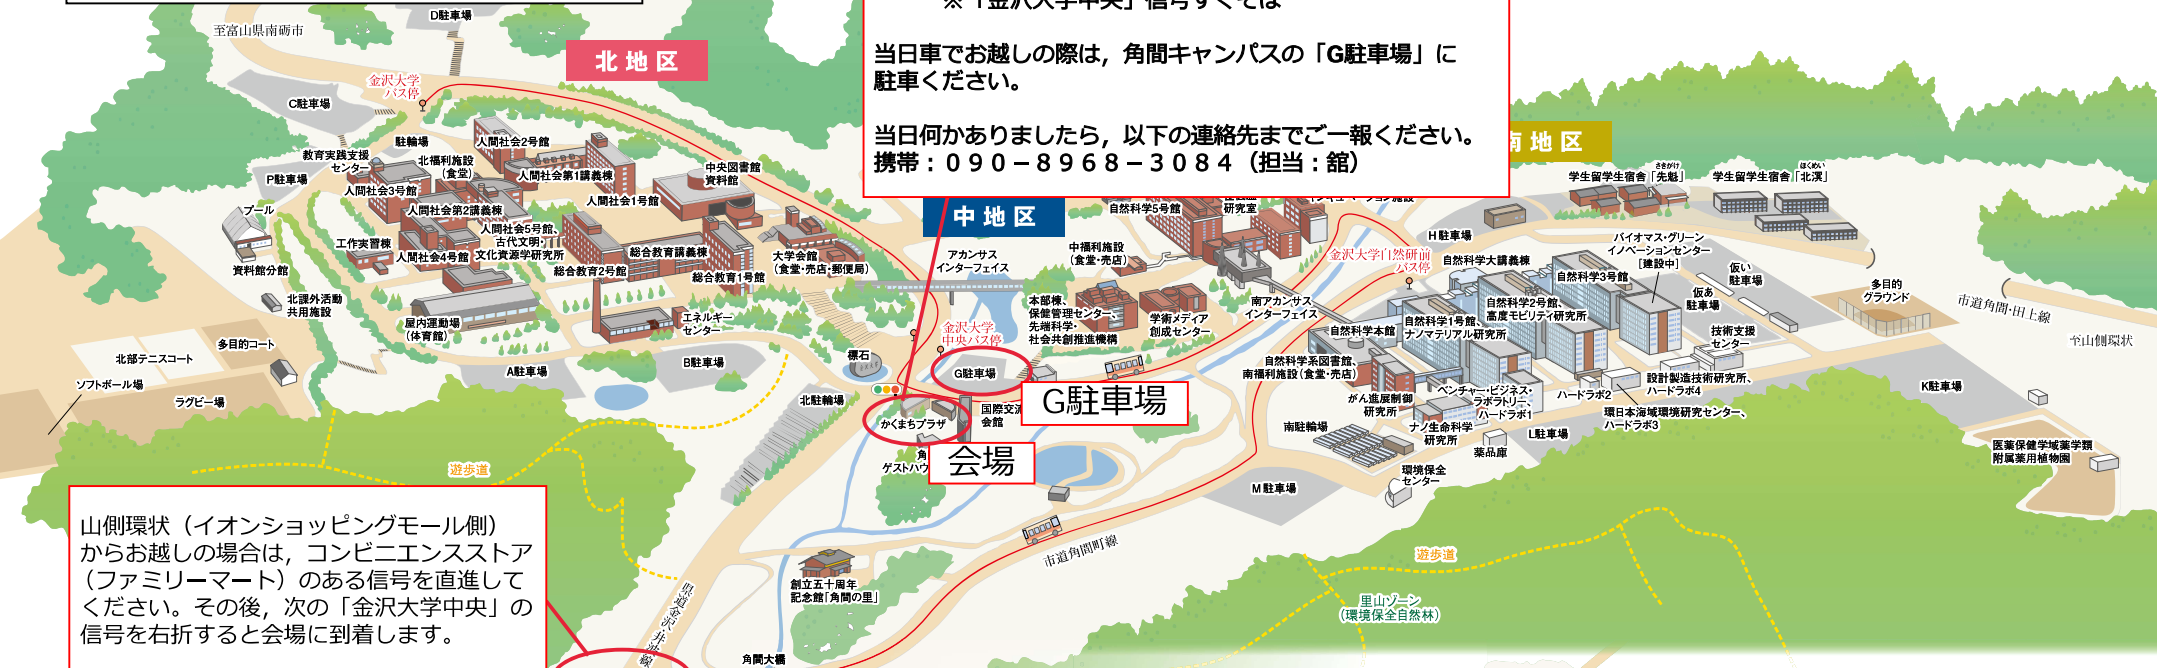 D駐車場
至富山県南砺市
※「金沢大学中央」信号すぐそば
当日車でお越しの際は，角間キャンパスの「G駐車場」に
駐車ください。
当日何かありましたら，以下の連絡先までご一報ください。
携帯：０９０－８９６８－３０８４（担当：舘）
北地区
金沢大学
バス停
C駐車場
駐輪場
教育実践支援
センター
P駐車場
プール
資料館分館
北福利施設
（食堂）
人間社会2号館
人間社会第1講義棟
人間社会3号館
人間社会1号館
中央図書館
資料館
人間社会第2講義棟
人間社会5号館、
古代文明・
文化資源学研究所
工作実習棟
人間社会4号館
総合教育講義棟
総合教育2号館
総合教育1号館
大学会館
（食堂・売店・郵便局）
北課外活動
共用施設
屋内運動場
（体育館）
エネルギー
センター
多目的コート
北部テニスコート
ソフトボール場
ラグビー場
A駐車場
B駐車場
標石
北駐輪場
遊歩道
中地区
アカンサス
インターフェイス
金沢大学
中央バス停
G駐車場
G駐車場
かくまちプラザ
会場
国際交流
会館
角
ゲストハウ
本部棟、
保健管理センター、
先端科学・
社会共創推進機構
中福利施設
（食堂・売店）
学術メディア
創成センター
自然科学5号館
研究室
南アカンサス
インターフェイス
南地区
学生留学生宿舎「先魁」
さきがけ
学生留学生宿舎「北溟」
ほくめい
H駐車場
金沢大学自然研前
バス停
自然科学大講義棟
バイオマス・グリーン
イノベーションセンター
［建設中］
自然科学3号館
自然科学2号館、
高度モビリティ研究所
自然科学1号館、
ナノマテリアル研究所
自然科学本館
自然科学系図書館、
南福利施設（食堂・売店）
がん進展制御
研究所
ベンチャー・ビジネス・
ラボラトリー、
ハードラボ1
ナノ生命科学
研究所
薬品庫
ハードラボ2
環日本海域環境研究センター、
ハードラボ3
設計製造技術研究所、
ハードラボ4
技術支援
センター
仮い
駐車場
仮あ
駐車場
多目的
グラウンド
市道角間・田上線
至山側環状
K駐車場
L駐車場
南駐輪場
環境保全
センター
M駐車場
医薬保健学域薬学類
附属薬用植物園
市道角間町線
遊歩道
里山ゾーン
（環境保全自然林）
創立五十周年
記念館「角間の里」
県道金沢・井波線
角間大橋
山側環状（イオンショッピングモール側）
からお越しの場合は，コンビニエンスストア
（ファミリーマート）のある信号を直進して
ください。その後，次の「金沢大学中央」の
信号を右折すると会場に到着します。